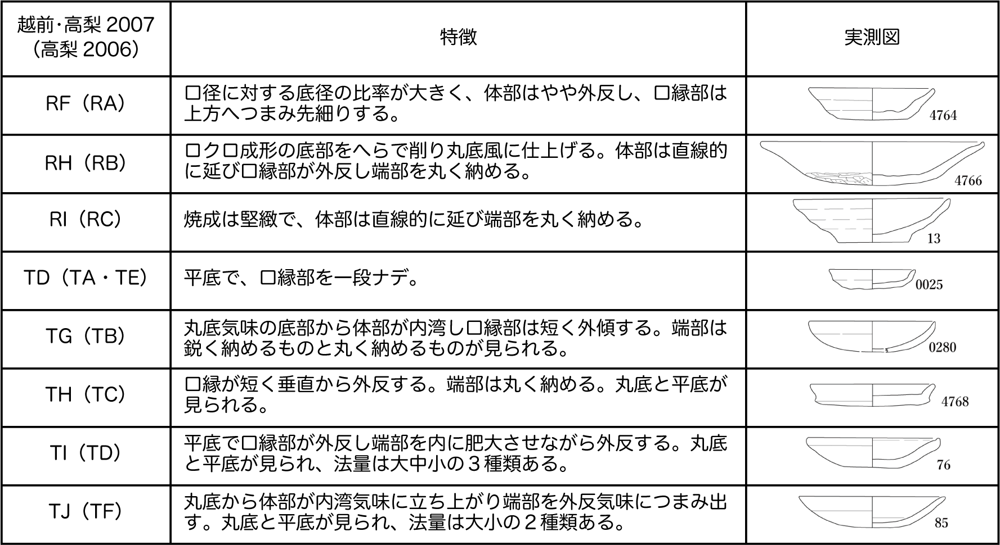 越前・高梨 2007
（高梨 2006）
特徴
実測図
RF（RA）
口径に対する底径の比率が大きく、体部はやや外反し、口縁部は
上方へつまみ先細りする。
4764
RH（RB）
ロクロ成形の底部をへらで削り丸底風に仕上げる。体部は直線的
に延び口縁部が外反し端部を丸く納める。
4766
RI（RC）
焼成は堅緻で、体部は直線的に延び端部を丸く納める。
13
TD（TA・TE）
平底で、口縁部を一段ナデ。
0025
TG（TB）
丸底気味の底部から体部が内湾し口縁部は短く外傾する。端部は
鋭く納めるものと丸く納めるものが見られる。
0280
TH（TC）
口縁が短く垂直から外反する。端部は丸く納める。丸底と平底が
見られる。
4768
TI（TD）
平底で口縁部が外反し端部を内に肥大させながら外反する。丸底
と平底が見られ、法量は大中小の３種類ある。
76
TJ（TF）
丸底から体部が内湾気味に立ち上がり端部を外反気味につまみ出
す。丸底と平底が見られ、法量は大小の２種類ある。
85